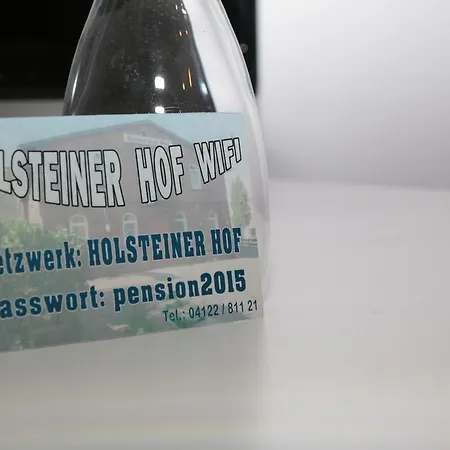 LSTEINER HOF WIFI
etzwerk: HOLSTEINER HOF
asswort: pension2015
Tel.: 04122 / 811 21